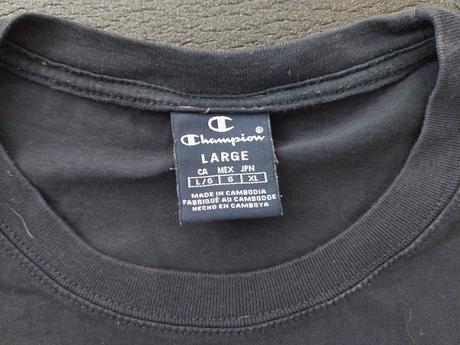 Champion®
LARGE
CA MEX JPN
L/G G XL
MADE IN CAMBODIA
FABRIQUÉ AU CAMBODGE
HECHO EN CAMBOYA